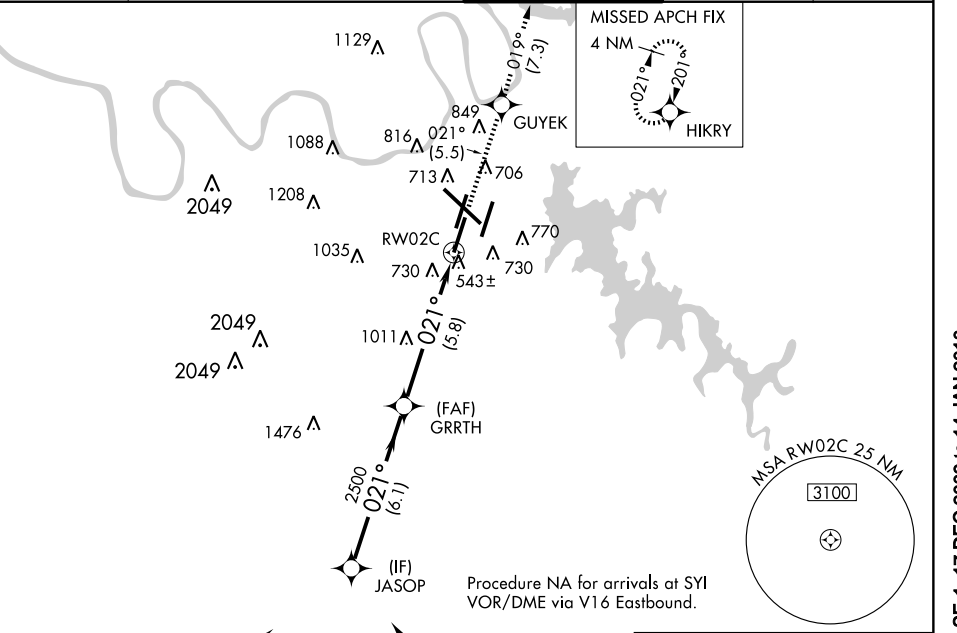 MISSED APCH FIX
4 NM
021°
201°
HIKRY
1129
019°
(7.3)
849
GUYEK
816
021°
(5.5)
1088
713
706
2049
1208
RW02C
770
1035
730
730
543±
021°
(5.8)
2049
1011
2049
(FAF)
GRRTH
1476
2500
021°
(6.1)
MSA RW02C 25 NM
3100
(IF)
JASOP
Procedure NA for arrivals at SYI
VOR/DME via V16 Eastbound.